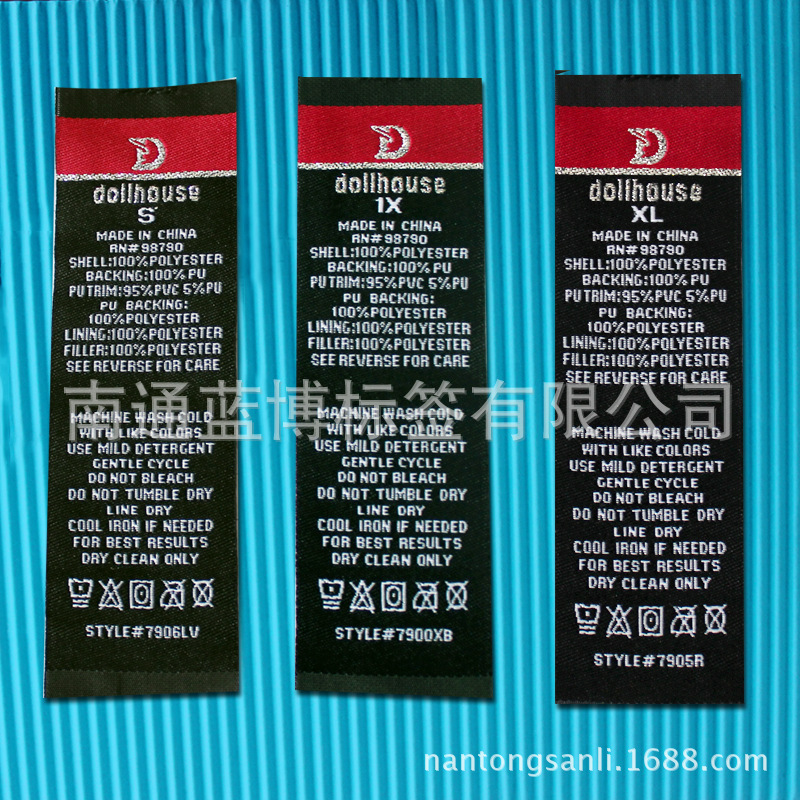 dollhouse
S
MADE IN CHINA
RN#98790
SHELL:100%POLYESTER
BACKING:100%PU
PUTRIM:95%PVC 5%PU
PU BACKING:
100%POLYESTER
LINING:100%POLYESTER
FILLER:100%POLYESTER
SEE REVERSE FOR CARE
MACHINE WASH COLD
WITH LIKE COLORS
USE MILD DETERGENT
GENTLE CYCLE
DO NOT BLEACH
DO NOT TUMBLE DRY
LINE DRY
COOL IRON IF NEEDED
FOR BEST RESULTS
DRY CLEAN ONLY
STYLE#7906LV
dollhouse
1X
MADE IN CHINA
RN#98790
SHELL:100%POLYESTER
BACKING:100%PU
PUTRIM:95%PVC 5%PU
PU BACKING:
100%POLYESTER
LINING:100%POLYESTER
FILLER:100%POLYESTER
SEE REVERSE FOR CARE
MACHINE WASH COLD
WITH LIKE COLORS
USE MILD DETERGENT
GENTLE CYCLE
DO NOT BLEACH
DO NOT TUMBLE DRY
LINE DRY
COOL IRON IF NEEDED
FOR BEST RESULTS
DRY CLEAN ONLY
STYLE#7900XB
dollhouse
XL
MADE IN CHINA
RN#98790
SHELL:100%POLYESTER
BACKING:100%PU
PUTRIM:95%PVC 5%PU
PU BACKING:
100%POLYESTER
LINING:100%POLYESTER
FILLER:100%POLYESTER
SEE REVERSE FOR CARE
MACHINE WASH COLD
WITH LIKE COLORS
USE MILD DETERGENT
GENTLE CYCLE
DO NOT BLEACH
DO NOT TUMBLE DRY
LINE DRY
COOL IRON IF NEEDED
FOR BEST RESULTS
DRY CLEAN ONLY
STYLE#7905R
南通蓝博标签有限公司
nantongsanli.1688.com